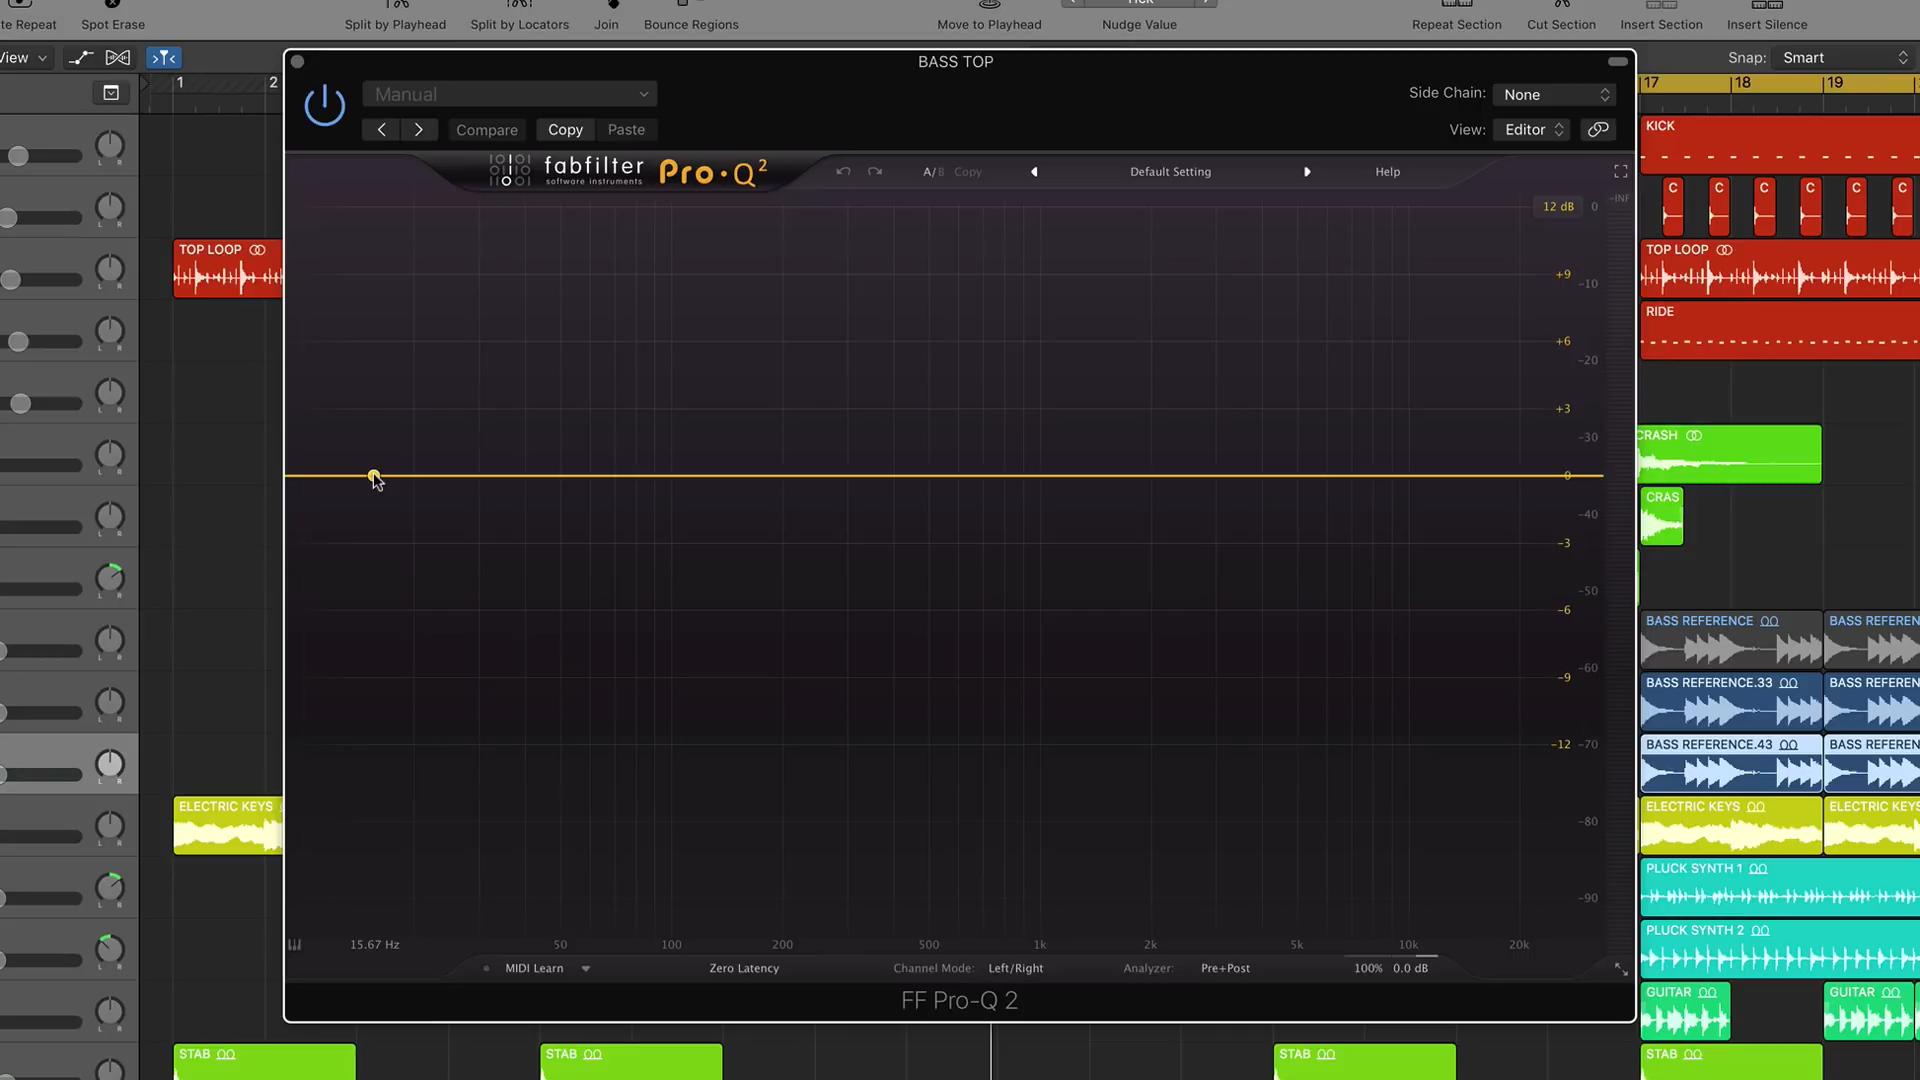 te Repeat
Spot Erase
Split by Playhead
Split by Locators
Join
Bounce Regions
Move to Playhead
Nudge Value
Repeat Section
Cut Section
Insert Section
Insert Silence
View
BASS TOP
Snap: Smart
1
2
17
18
19
Manual
Side Chain: None
Compare
Copy
Paste
View: Editor
fabfilter
software instruments
Pro·Q²
A/B
Copy
Default Setting
Help
12 dB
0
-INF
+9
-10
+6
-20
+3
-30
0
-40
-3
-50
-6
-60
-9
-12
-70
-80
-90
15.67 Hz
50
100
200
500
1k
2k
5k
10k
20k
MIDI Learn
Zero Latency
Channel Mode: Left/Right
Analyzer: Pre+Post
100%
0.0 dB
FF Pro-Q 2
L R
KICK
C C C C C C
TOP LOOP
TOP LOOP
RIDE
CRASH
CRAS
BASS REFERENCE
BASS REFEREN
BASS REFERENCE.33
BASS REFEREN
BASS REFERENCE.43
BASS REFEREN
ELECTRIC KEYS
ELECTRIC KEYS
ELECTRIC KEYS
PLUCK SYNTH 1
PLUCK SYNTH 2
GUITAR
GUITAR
STAB
STAB
STAB
STAB